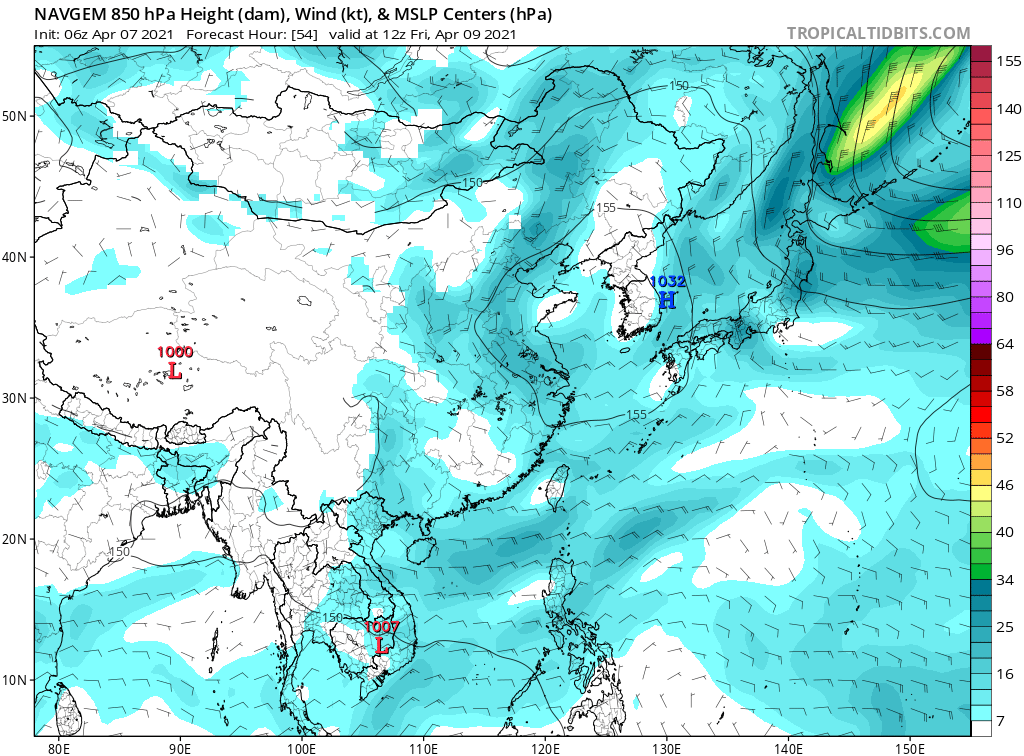 NAVGEM 850 hPa Height (dam), Wind (kt), & MSLP Centers (hPa)
Init: 06z Apr 07 2021 Forecast Hour: [54] valid at 12z Fri, Apr 09 2021
TROPICALTIDBITS.COM
155
140
125
110
96
80
64
58
52
46
40
34
25
16
7
50N
40N
30N
20N
10N
80E
90E
100E
110E
120E
130E
140E
150E
150
150
155
1032
H
1000
L
155
150
150
1007
L